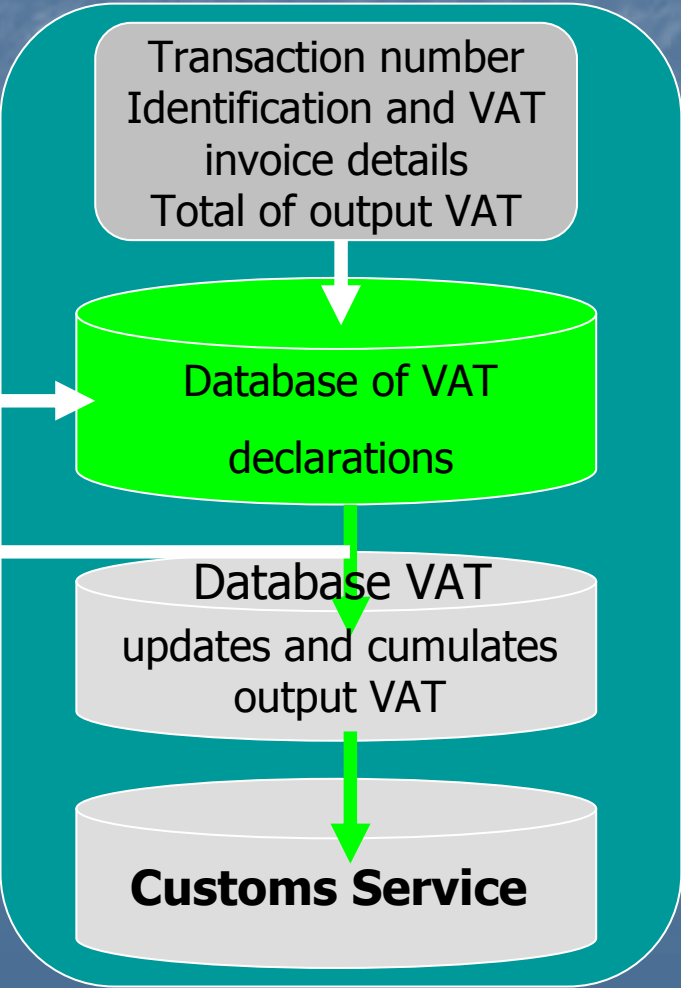 Transaction number
Identification and VAT
invoice details
Total of output VAT
Database of VAT
declarations
Database VAT
updates and cumulates
output VAT
Customs Service